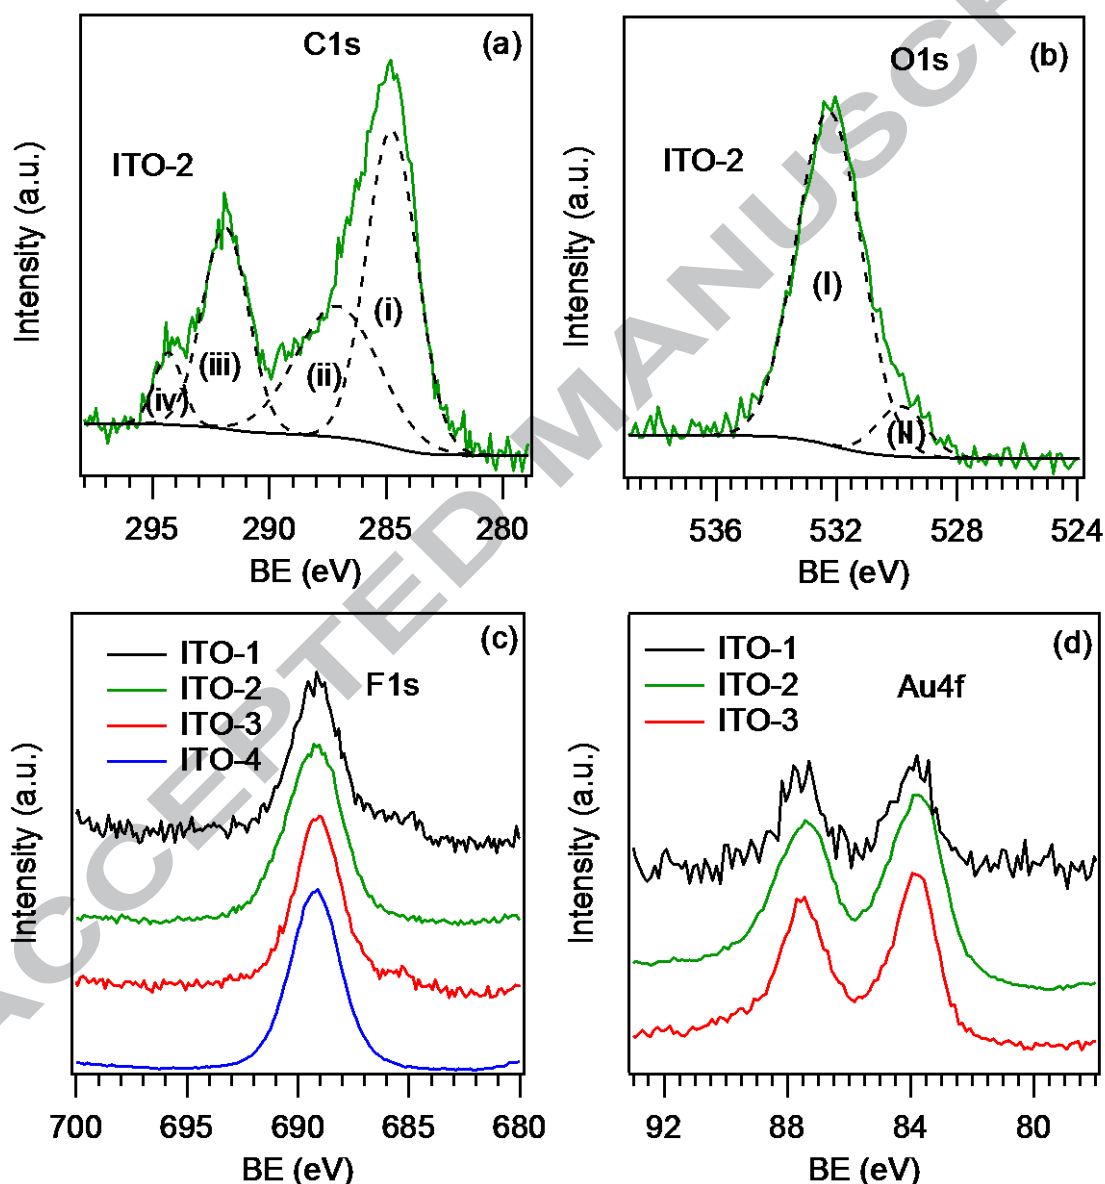 C1s
(a)
ITO-2
(i)
(ii)
(iii)
(iv)
Intensity (a.u.)
295
290
285
280
BE (eV)
O1s
(b)
ITO-2
(I)
(II)
Intensity (a.u.)
536
532
528
524
BE (eV)
(c)
ITO-1
ITO-2
ITO-3
ITO-4
F1s
Intensity (a.u.)
700
695
690
685
680
BE (eV)
(d)
ITO-1
ITO-2
ITO-3
Au4f
Intensity (a.u.)
92
88
84
80
BE (eV)
ACCEPTED MANUSCR